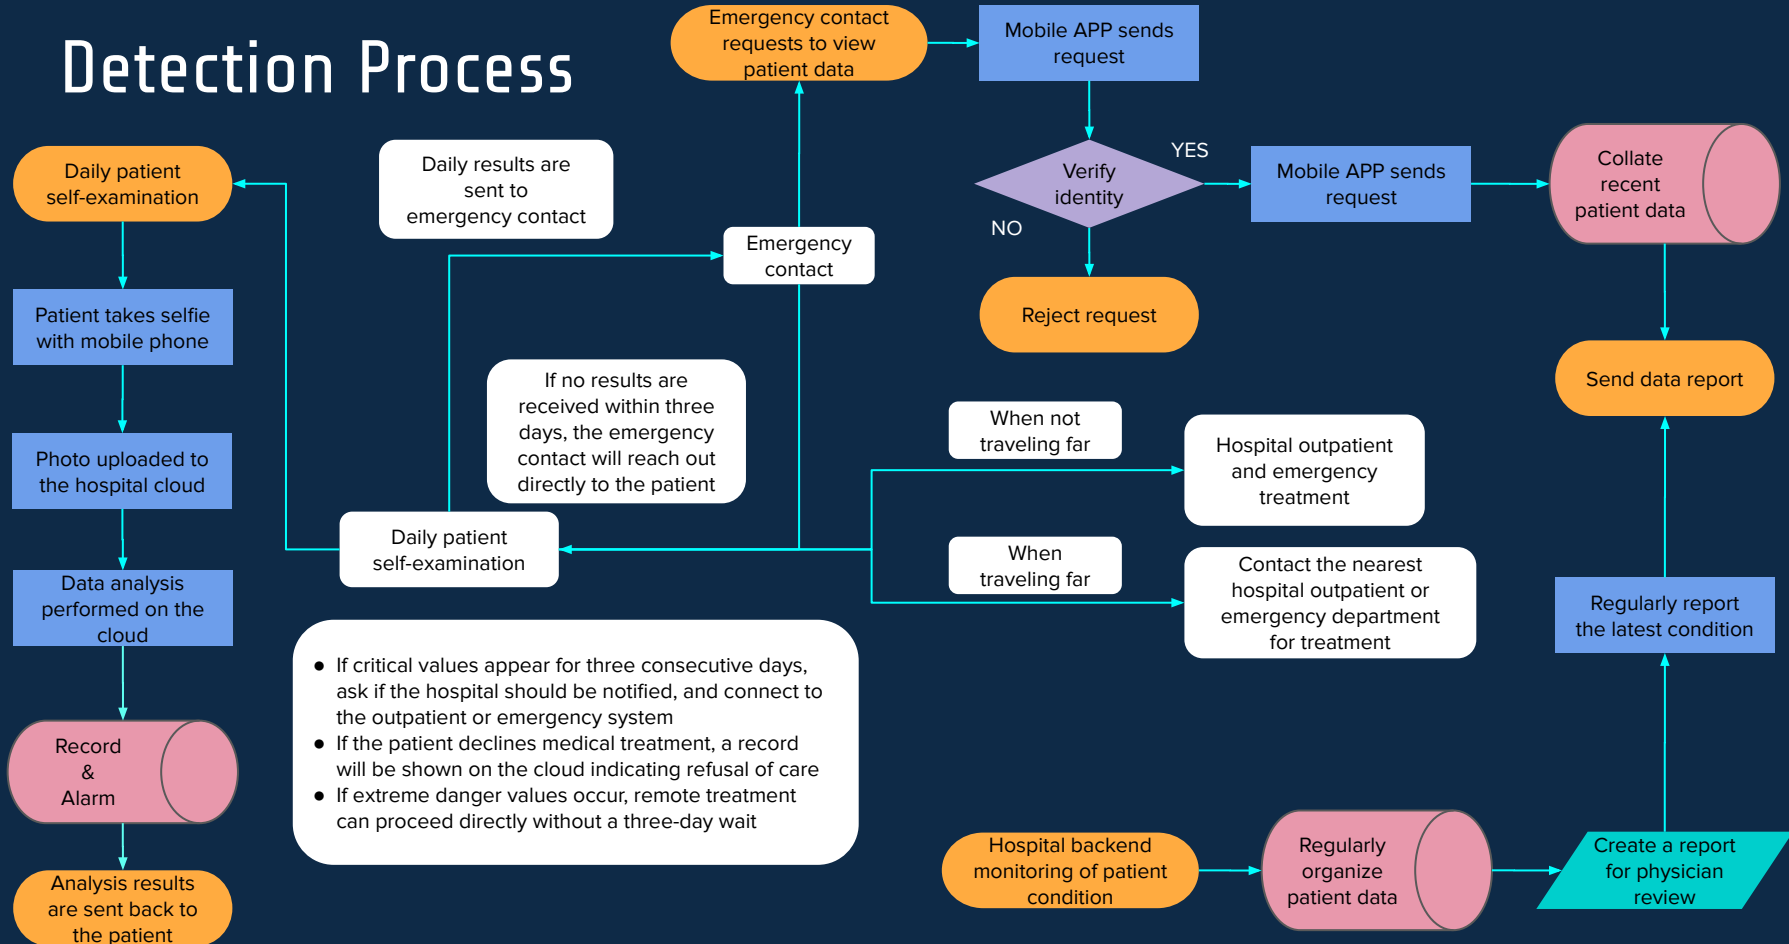 Detection Process
Emergency contact
requests to view
patient data
Mobile APP sends
request
Daily patient
self-examination
Daily results are
sent to
emergency contact
Verify
identity
YES
NO
Mobile APP sends
request
Collate
recent
patient data
Emergency
contact
Reject request
Patient takes selfie
with mobile phone
If no results are
received within three
days, the emergency
contact will reach out
directly to the patient
Send data report
When not
traveling far
Hospital outpatient
and emergency
treatment
Photo uploaded to
the hospital cloud
Daily patient
self-examination
When
traveling far
Contact the nearest
hospital outpatient or
emergency department
for treatment
Data analysis
performed on the
cloud
Regularly report
the latest condition
● If critical values appear for three consecutive days,
ask if the hospital should be notified, and connect to
the outpatient or emergency system
● If the patient declines medical treatment, a record
will be shown on the cloud indicating refusal of care
● If extreme danger values occur, remote treatment
can proceed directly without a three-day wait
Record
&
Alarm
Analysis results
are sent back to
the patient
Hospital backend
monitoring of patient
condition
Regularly
organize
patient data
Create a report
for physician
review